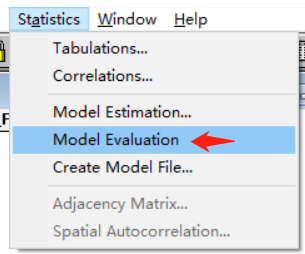 Statistics Window Help
Tabulations...
Correlations...
Model Estimation...
Model Evaluation
Create Model File...
Adjacency Matrix...
Spatial Autocorrelation...